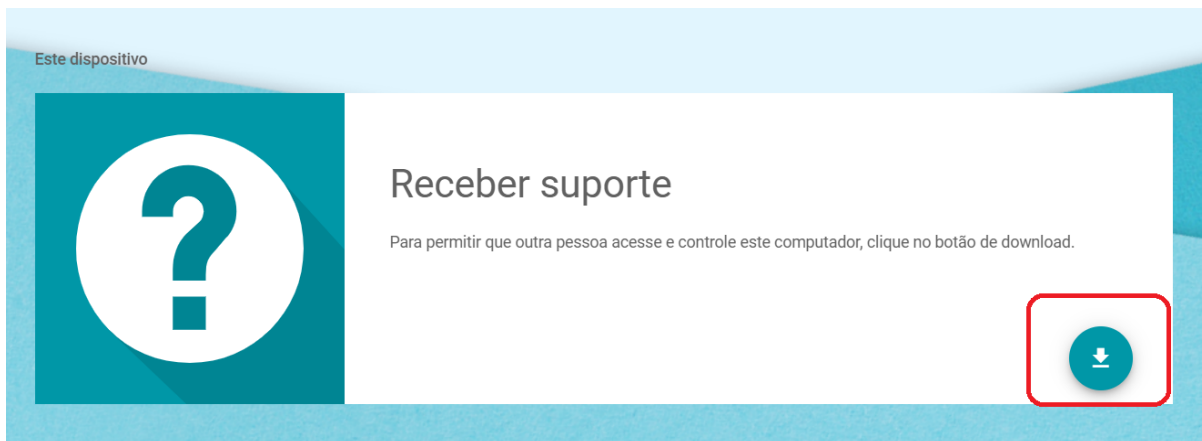 Este dispositivo
Receber suporte
Para permitir que outra pessoa acesse e controle este computador, clique no botão de download.